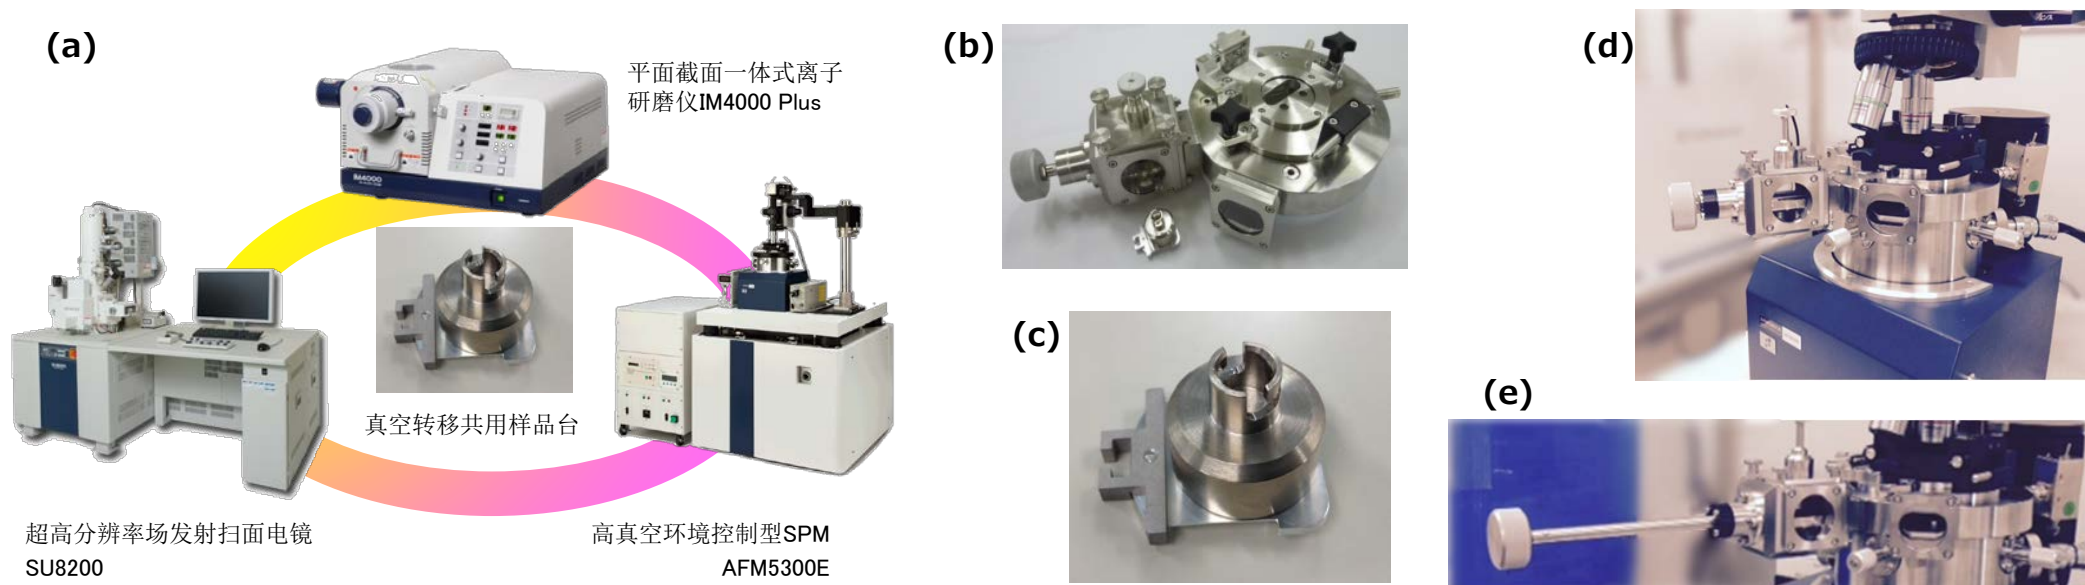 (a)
平面截面一体式离子
研磨仪IM4000 Plus
IM4000
真空转移共用样品台
超高分辨率场发射扫面电镜
SU8200
高真空环境控制型SPM
AFM5300E
(b)
(c)
(d)
(e)